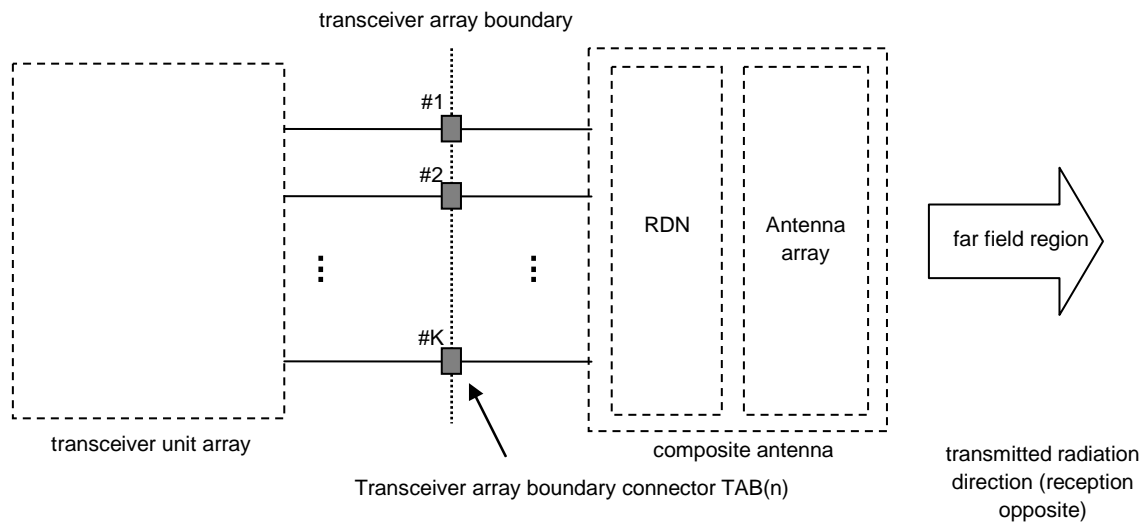 transceiver array boundary
#1
#2
RDN
Antenna
array
far field region
#K
transceiver unit array
composite antenna
Transceiver array boundary connector TAB(n)
transmitted radiation
direction (reception
opposite)